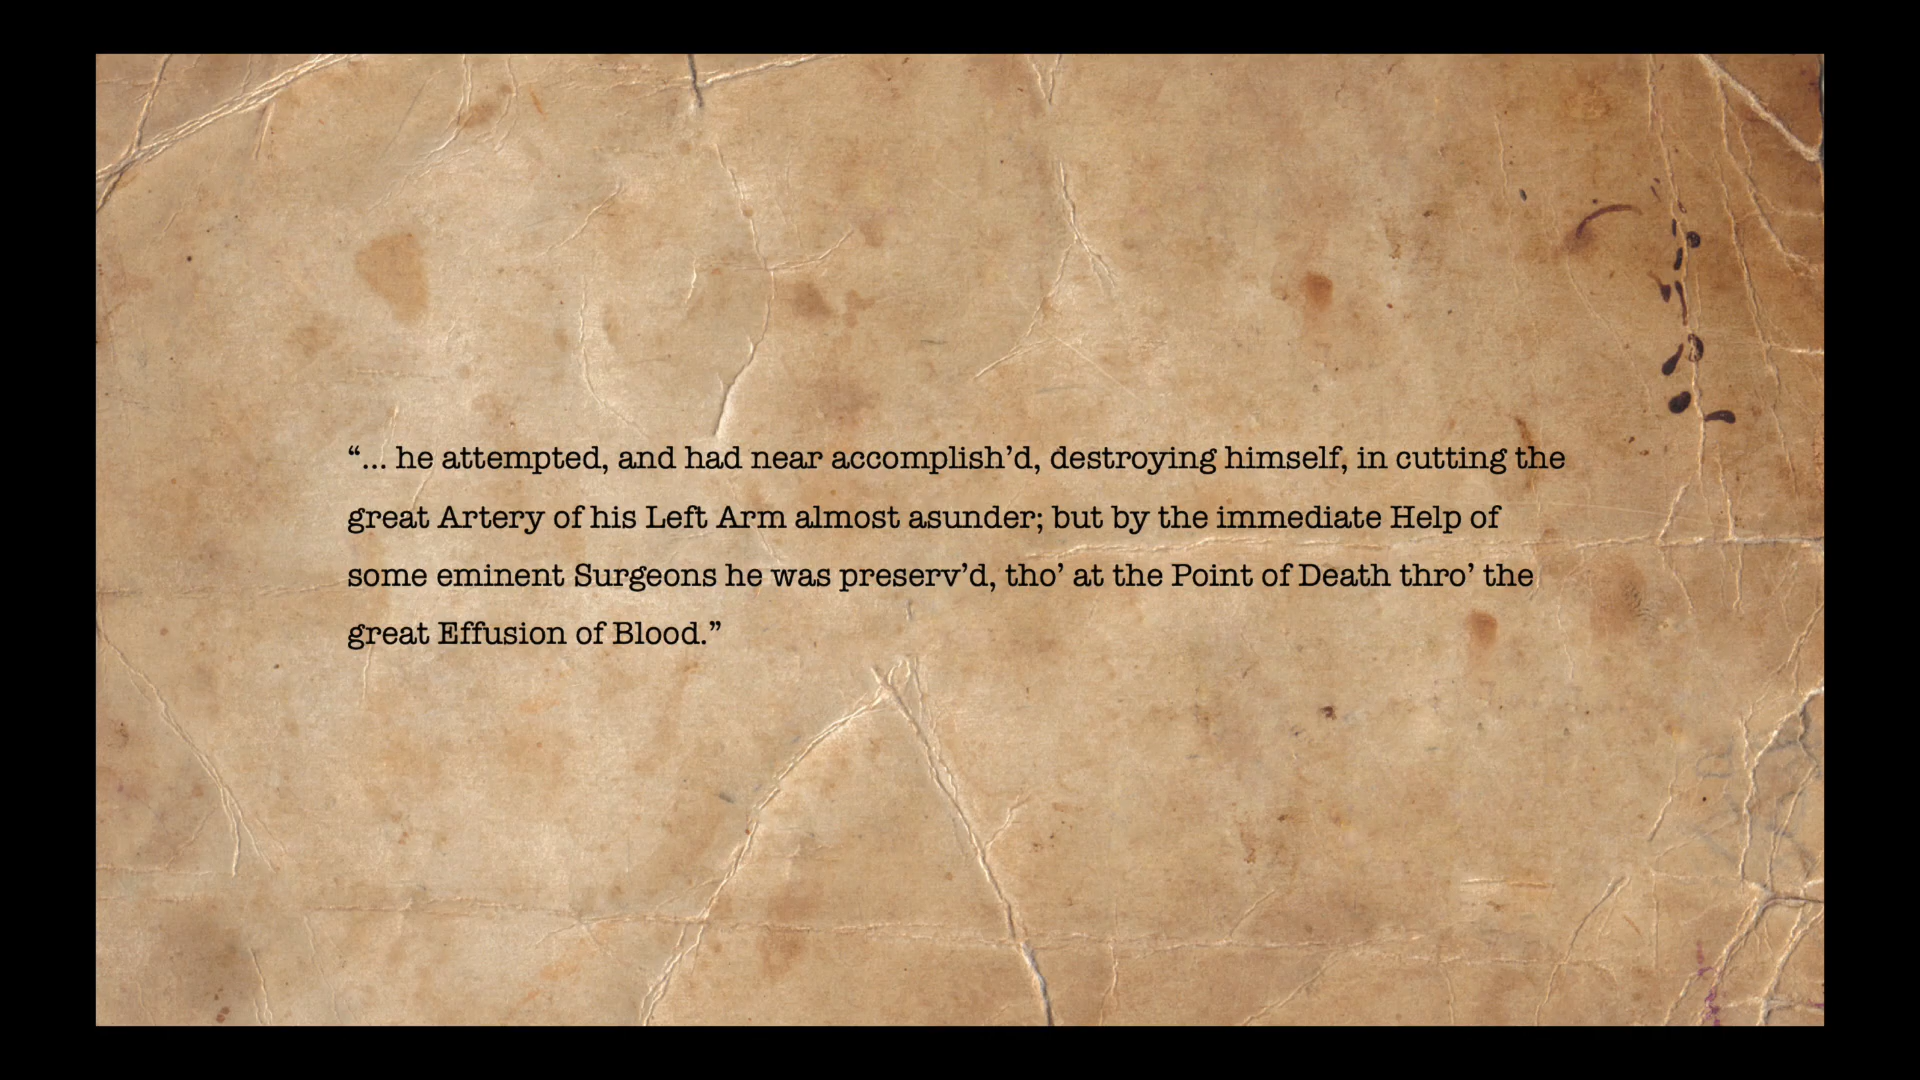 “... he attempted, and had near accomplish’d, destroying himself, in cutting the
great Artery of his Left Arm almost asunder; but by the immediate Help of
some eminent Surgeons he was preserv’d, tho’ at the Point of Death thro’ the
great Effusion of Blood.”